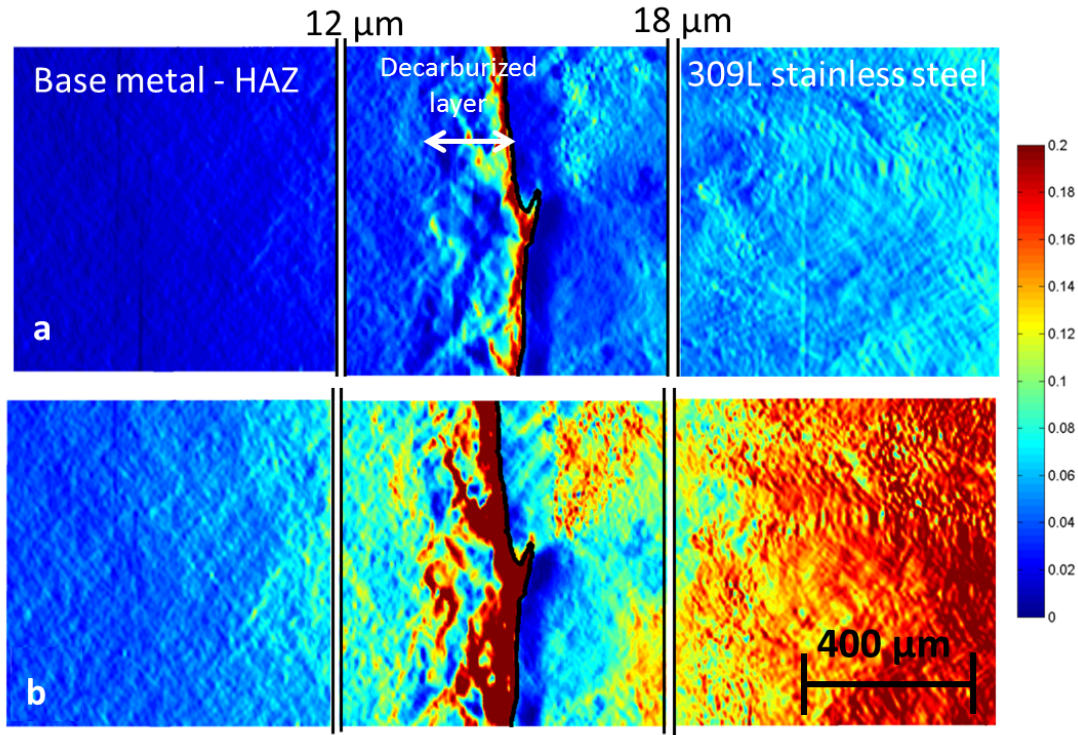 12 µm
18 µm
Base metal - HAZ
Decarburized
layer
309L stainless steel
a
0.2
0.18
0.16
0.14
0.12
0.1
0.08
0.06
0.04
0.02
0
b
400 µm